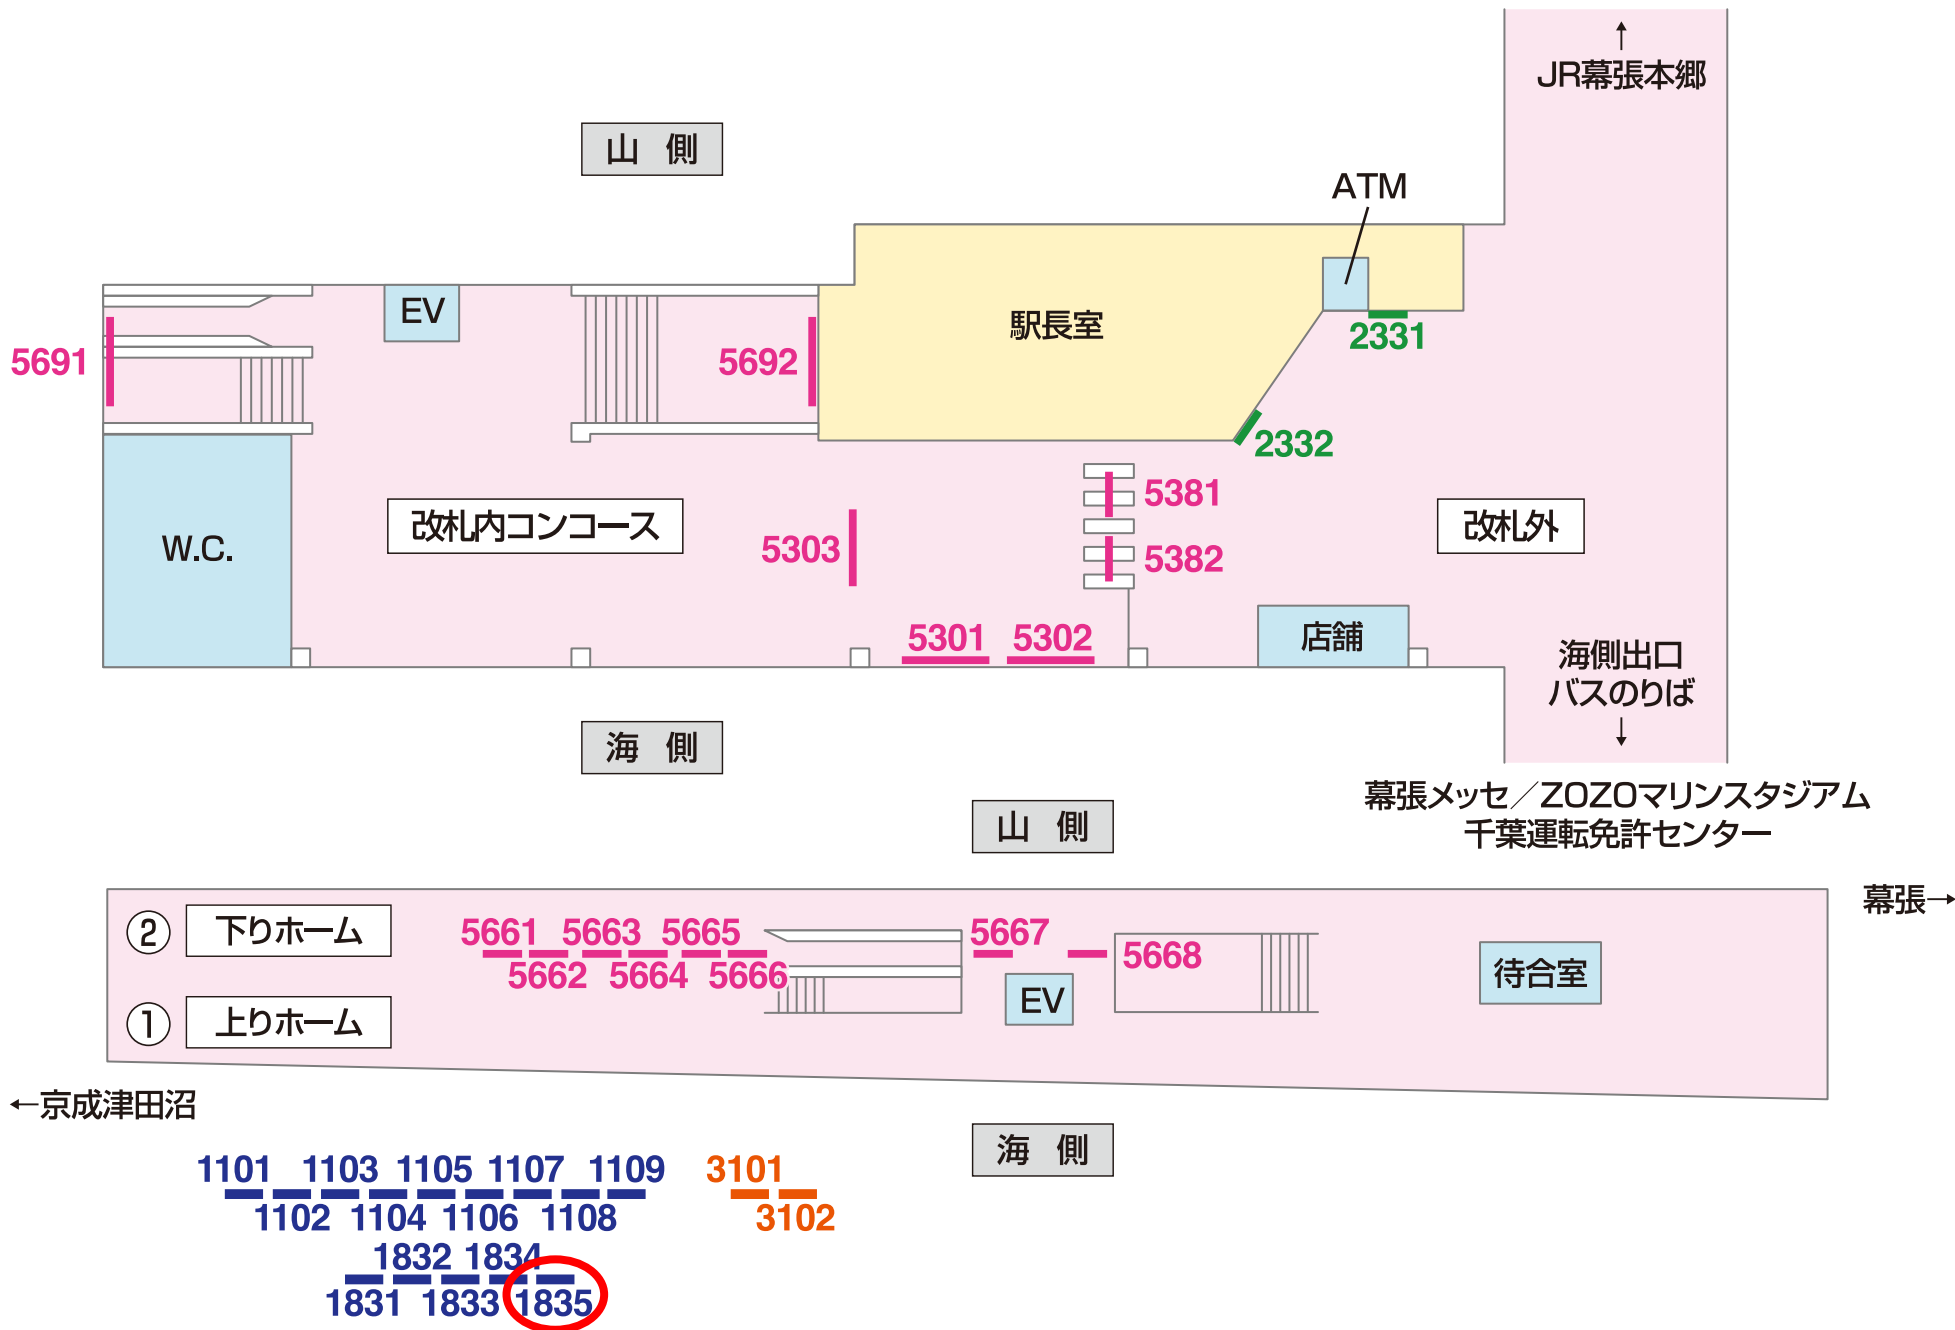 JR幕張本郷
山 側
ATM
EV
駅長室
2331
5691
5692
2332
5381
改札内コンコース
改札外
W.C.
5303
5382
5301
5302
店舗
海側出口
バスのりば
海 側
幕張メッセ／ZOZOマリンスタジアム
千葉運転免許センター
山 側
幕張→
② 下りホーム
5661 5663 5665
5662 5664 5666
5667
5668
EV
待合室
① 上りホーム
←京成津田沼
海 側
1101 1103 1105 1107 1109
1102 1104 1106 1108
3101
3102
1832 1834
1831 1833 1835